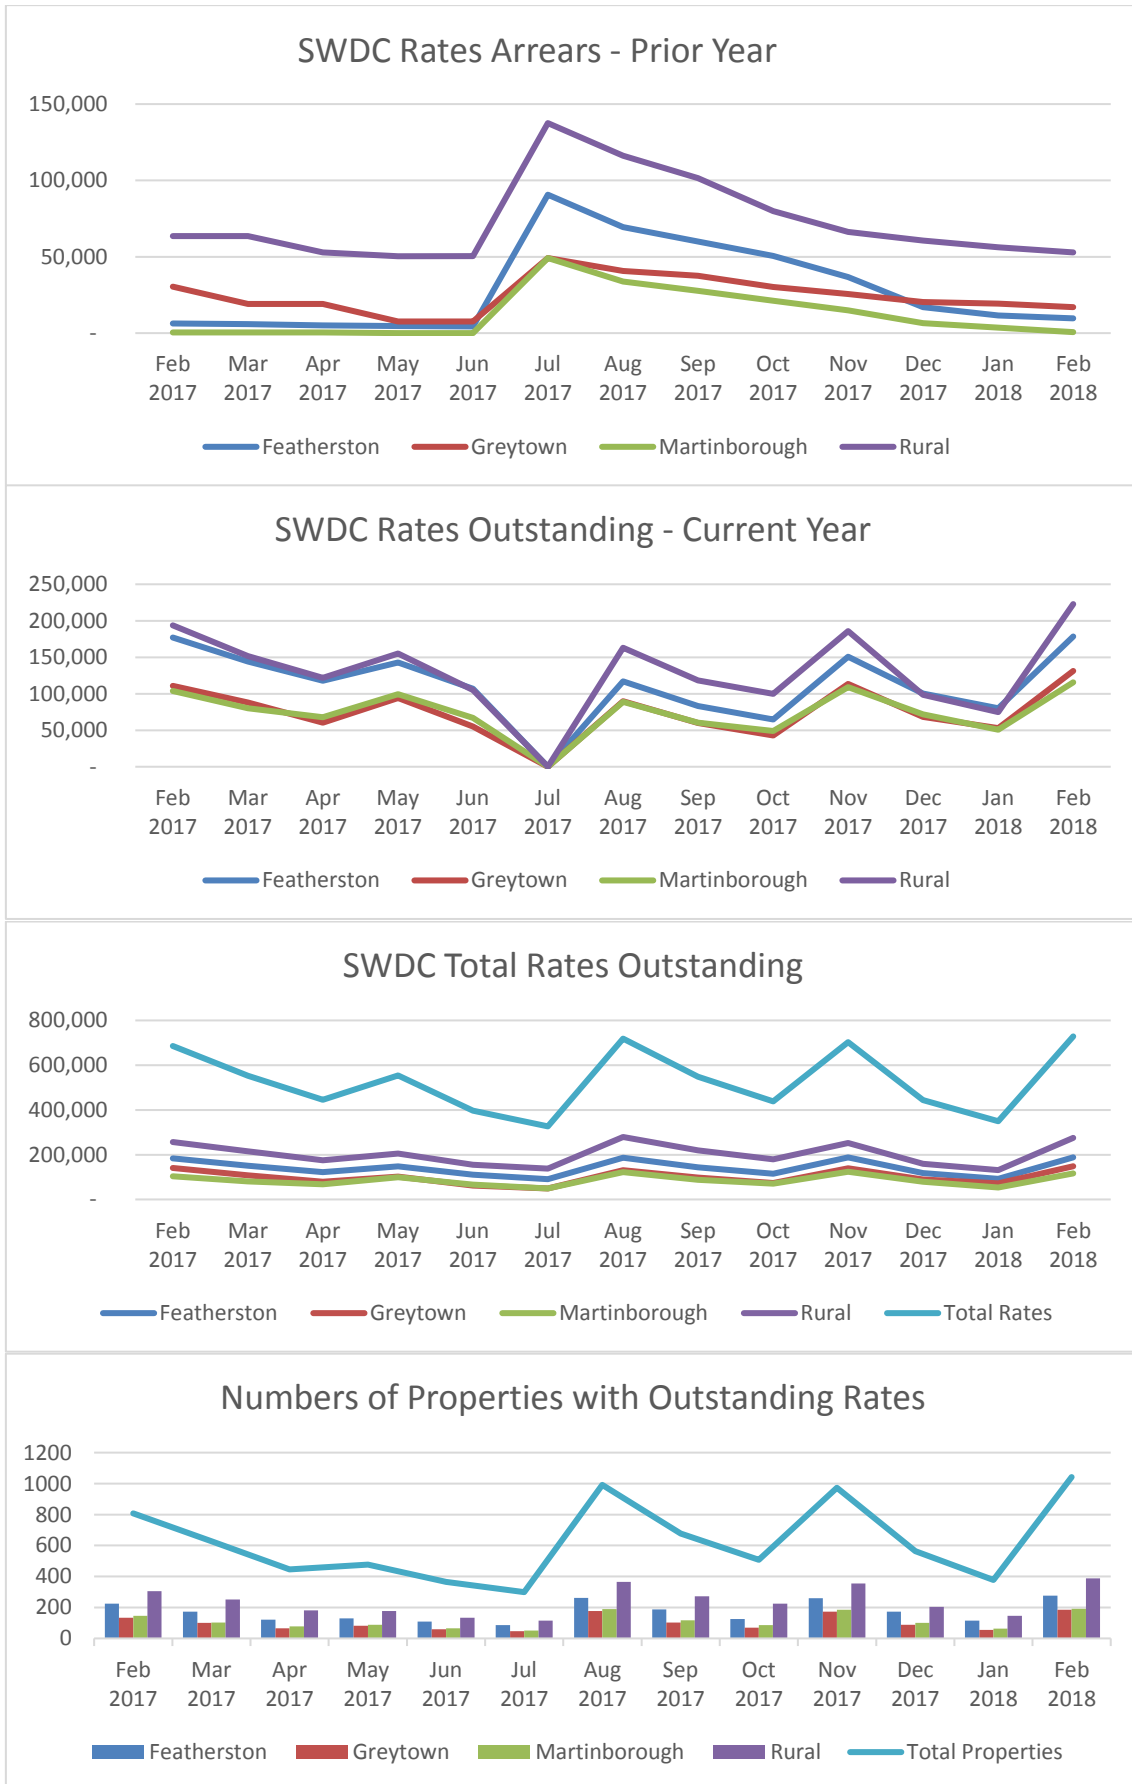 SWDC Rates Arrears - Prior Year
150,000
100,000
50,000
-
Feb Mar Apr May Jun Jul Aug Sep Oct Nov Dec Jan Feb
2017 2017 2017 2017 2017 2017 2017 2017 2017 2017 2017 2018 2018
Featherston Greytown Martinborough Rural
SWDC Rates Outstanding - Current Year
250,000
200,000
150,000
100,000
50,000
-
Feb Mar Apr May Jun Jul Aug Sep Oct Nov Dec Jan Feb
2017 2017 2017 2017 2017 2017 2017 2017 2017 2017 2017 2018 2018
Featherston Greytown Martinborough Rural
SWDC Total Rates Outstanding
800,000
600,000
400,000
200,000
-
Feb Mar Apr May Jun Jul Aug Sep Oct Nov Dec Jan Feb
2017 2017 2017 2017 2017 2017 2017 2017 2017 2017 2017 2018 2018
Featherston Greytown Martinborough Rural Total Rates
Numbers of Properties with Outstanding Rates
1200
1000
800
600
400
200
0
Feb Mar Apr May Jun Jul Aug Sep Oct Nov Dec Jan Feb
2017 2017 2017 2017 2017 2017 2017 2017 2017 2017 2017 2018 2018
Featherston Greytown Martinborough Rural Total Properties